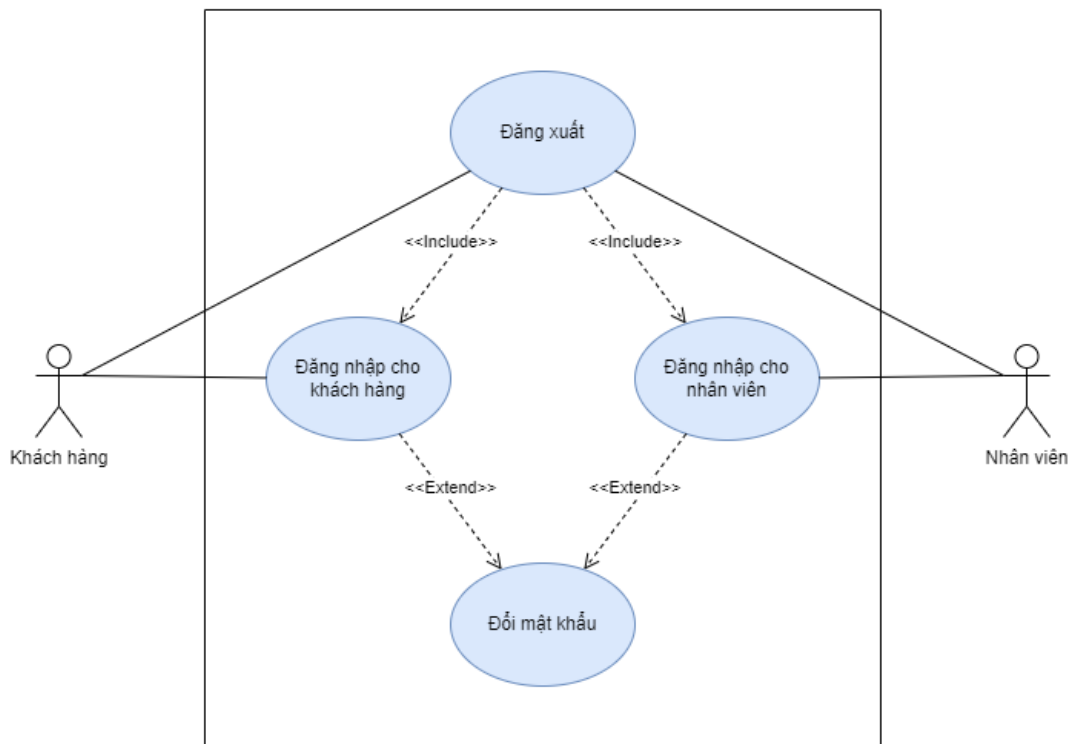 Đăng xuất
<<Include>>
<<Include>>
Đăng nhập cho
khách hàng
Đăng nhập cho
nhân viên
Khách hàng
Nhân viên
<<Extend>>
<<Extend>>
Đổi mật khẩu